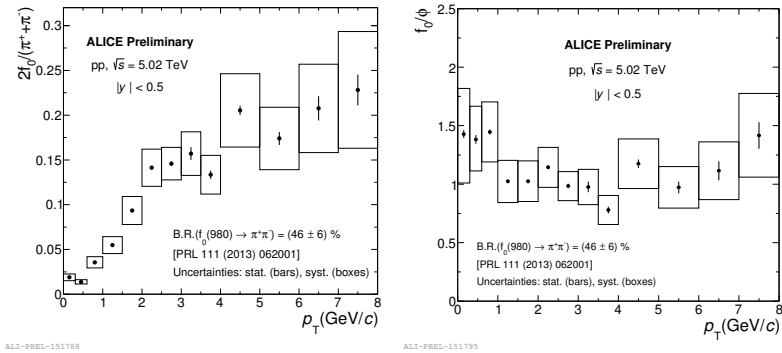 2f₀/(π⁺+π⁻)
0.3
0.25
0.2
0.15
0.1
0.05
0
ALICE Preliminary
pp, √s = 5.02 TeV
|y| < 0.5
B.R.(f₀(980) → π⁺π⁻) = (46 ± 6) %
[PRL 111 (2013) 062001]
Uncertainties: stat. (bars), syst. (boxes)
0 1 2 3 4 5 6 7 8
p_T (GeV/c)
ALI-PREL-151788
f₀/ϕ
2.5
2
1.5
1
0.5
0
ALICE Preliminary
pp, √s = 5.02 TeV
|y| < 0.5
B.R.(f₀(980) → π⁺π⁻) = (46 ± 6) %
[PRL 111 (2013) 062001]
Uncertainties: stat. (bars), syst. (boxes)
0 1 2 3 4 5 6 7 8
p_T (GeV/c)
ALI-PREL-151795